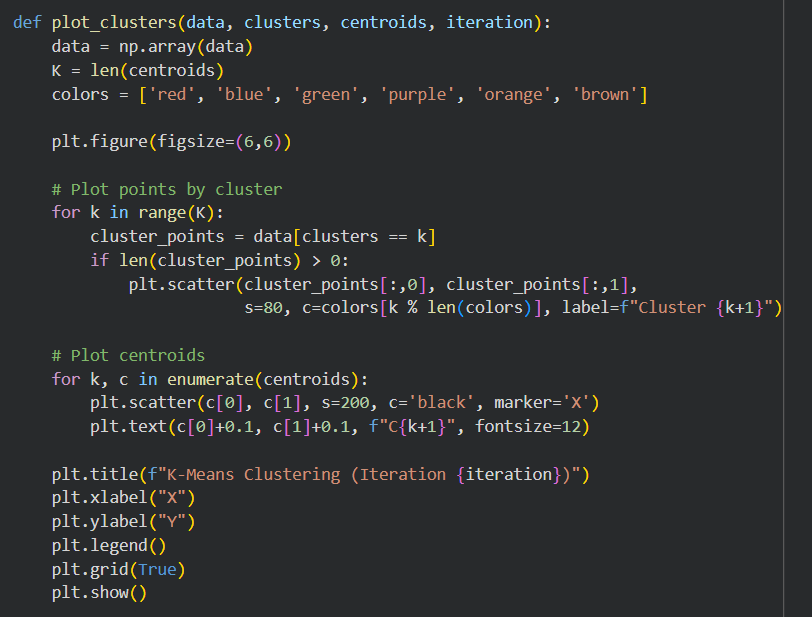 def plot_clusters(data, clusters, centroids, iteration):
    data = np.array(data)
    K = len(centroids)
    colors = ['red', 'blue', 'green', 'purple', 'orange', 'brown']

    plt.figure(figsize=(6,6))

    # Plot points by cluster
    for k in range(K):
        cluster_points = data[clusters == k]
        if len(cluster_points) > 0:
            plt.scatter(cluster_points[:,0], cluster_points[:,1],
                        s=80, c=colors[k % len(colors)], label=f"Cluster {k+1}")

    # Plot centroids
    for k, c in enumerate(centroids):
        plt.scatter(c[0], c[1], s=200, c='black', marker='X')
        plt.text(c[0]+0.1, c[1]+0.1, f"C{k+1}", fontsize=12)

    plt.title(f"K-Means Clustering (Iteration {iteration})")
    plt.xlabel("X")
    plt.ylabel("Y")
    plt.legend()
    plt.grid(True)
    plt.show()